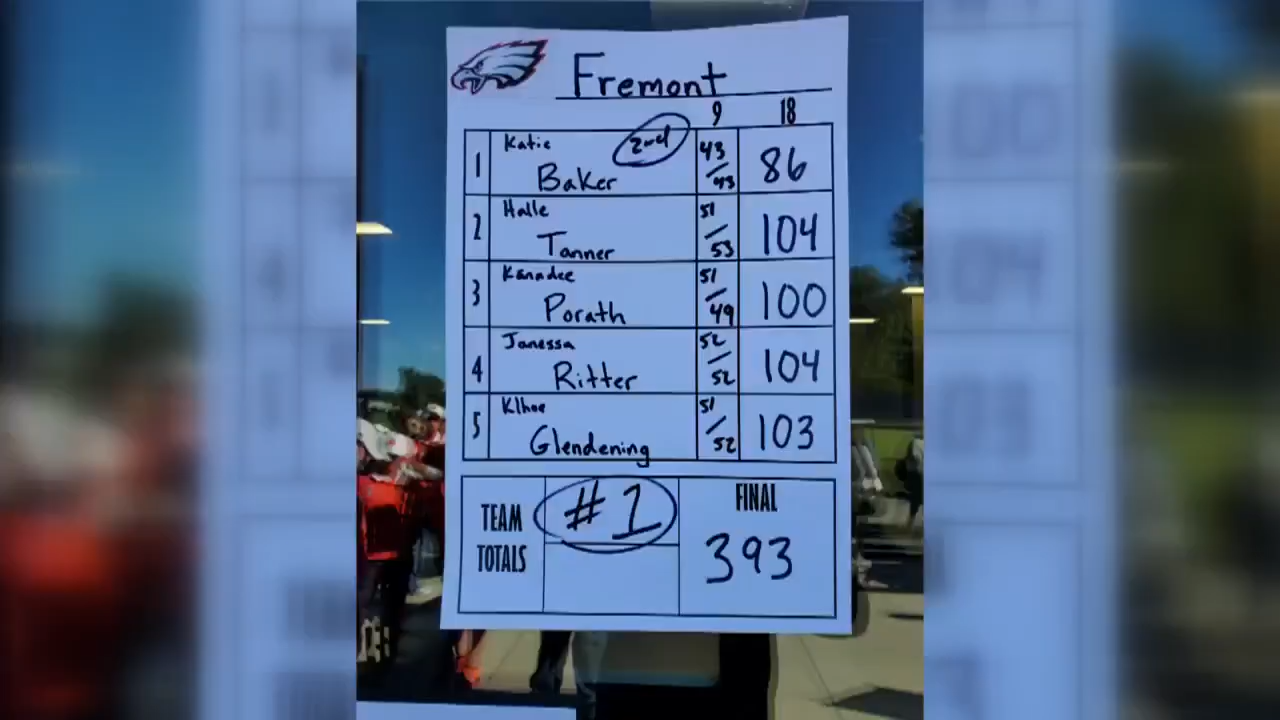 Fremont
9 18
1 Katie Baker 2nd 43/43 86
2 Halle Tanner 51/53 104
3 Kanadee Porath 51/49 100
4 Janessa Ritter 52/52 104
5 Klhoe Glendening 51/52 103
TEAM TOTALS #1 FINAL 393